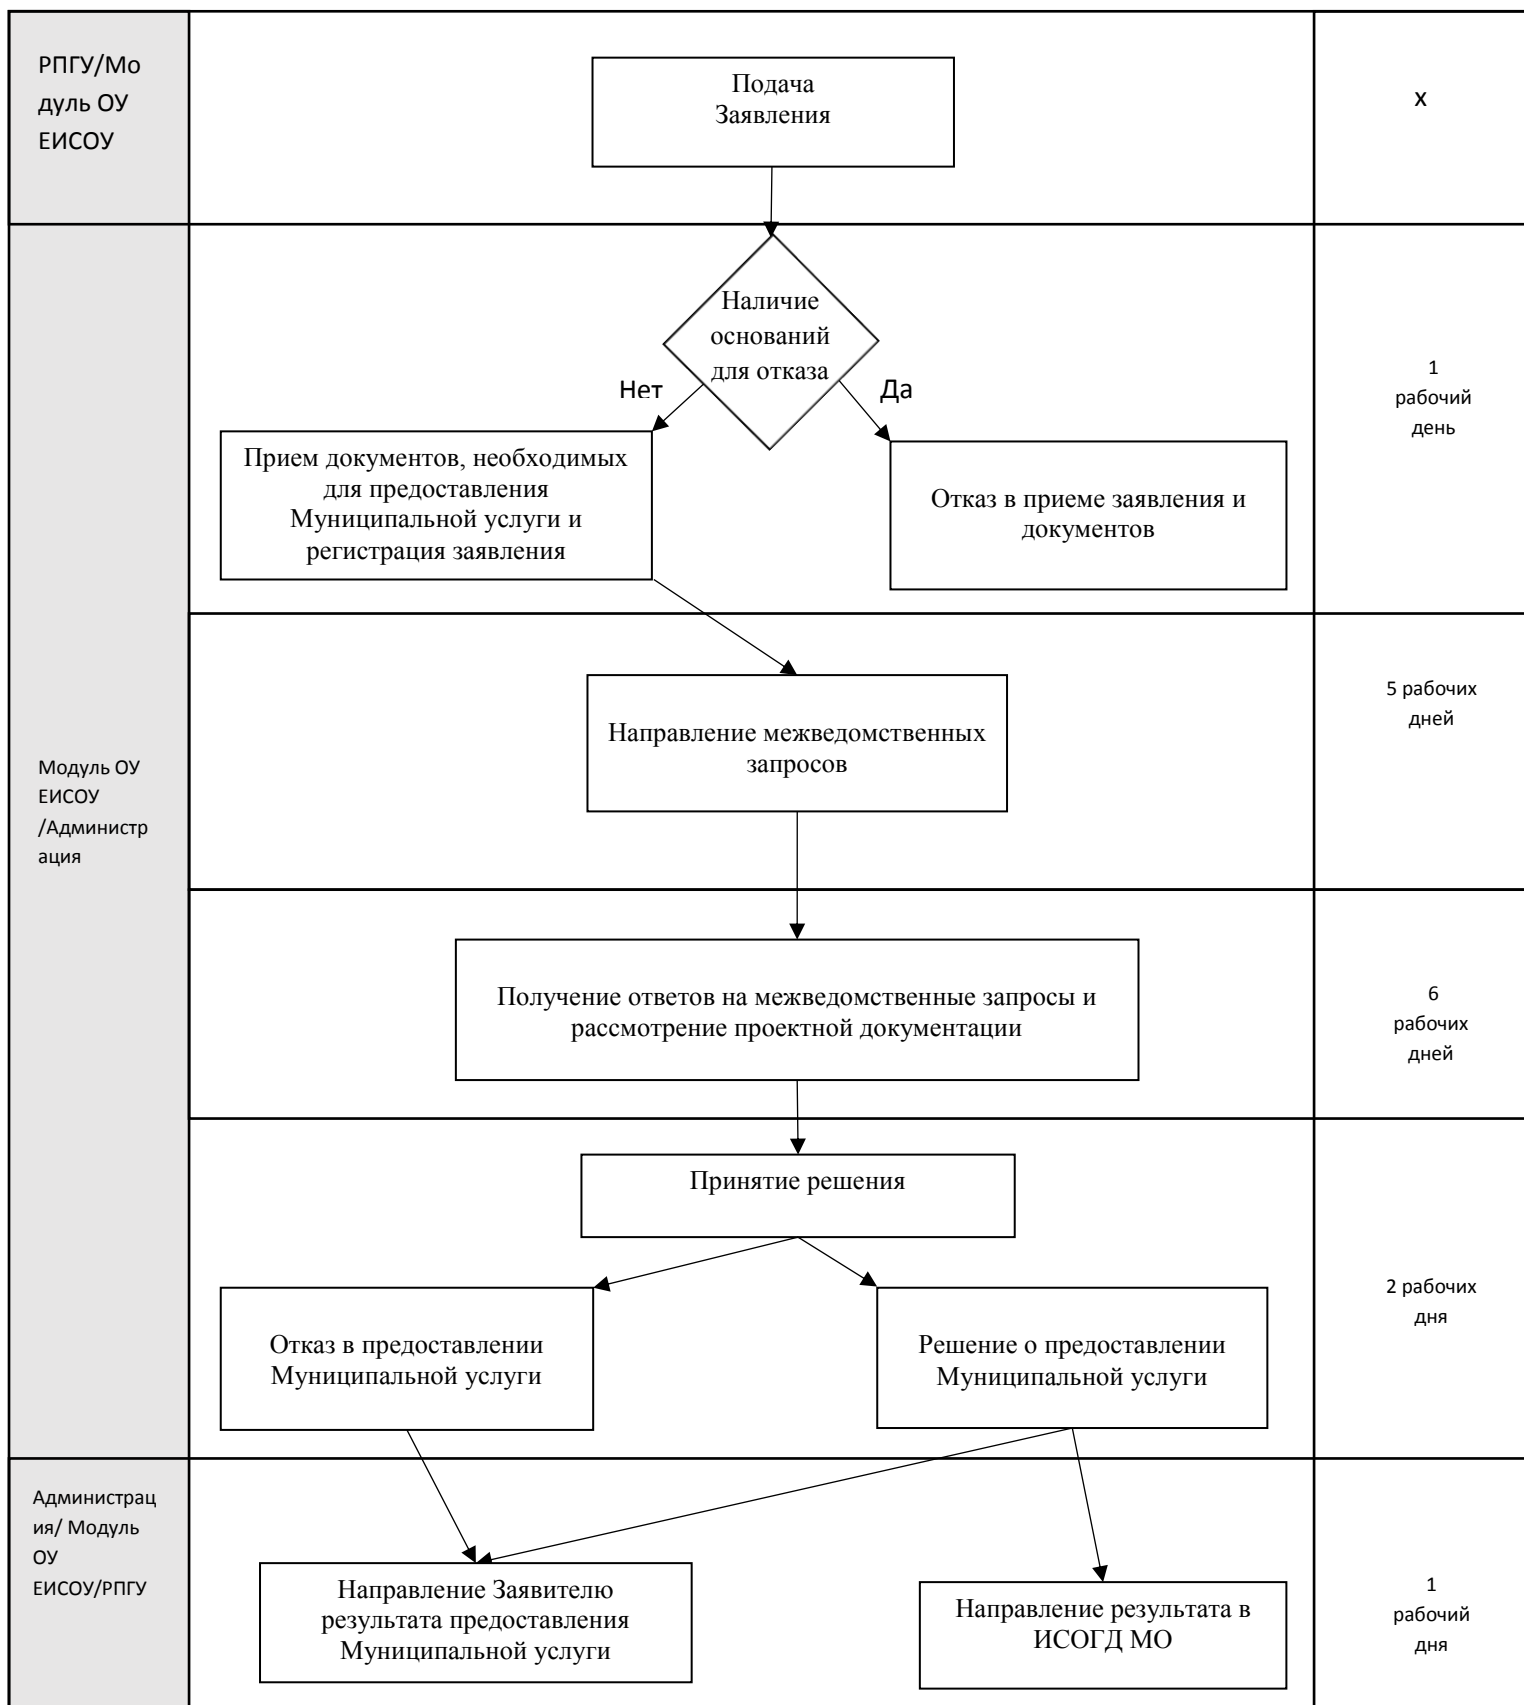 РПГУ/Мо
дуль ОУ
ЕИСОУ
Подача
Заявления
х
Наличие
оснований
для отказа
Нет
Да
1
рабочий
день
Прием документов, необходимых
для предоставления
Муниципальной услуги и
регистрация заявления
Отказ в приеме заявления и
документов
Модуль ОУ
ЕИСОУ
/Администр
ация
Направление межведомственных
запросов
5 рабочих
дней
Получение ответов на межведомственные запросы и
рассмотрение проектной документации
6
рабочих
дней
Принятие решения
Отказ в предоставлении
Муниципальной услуги
Решение о предоставлении
Муниципальной услуги
2 рабочих
дня
Администрац
ия/ Модуль
ОУ
ЕИСОУ/РПГУ
Направление Заявителю
результата предоставления
Муниципальной услуги
Направление результата в
ИСОГД МО
1
рабочий
дня